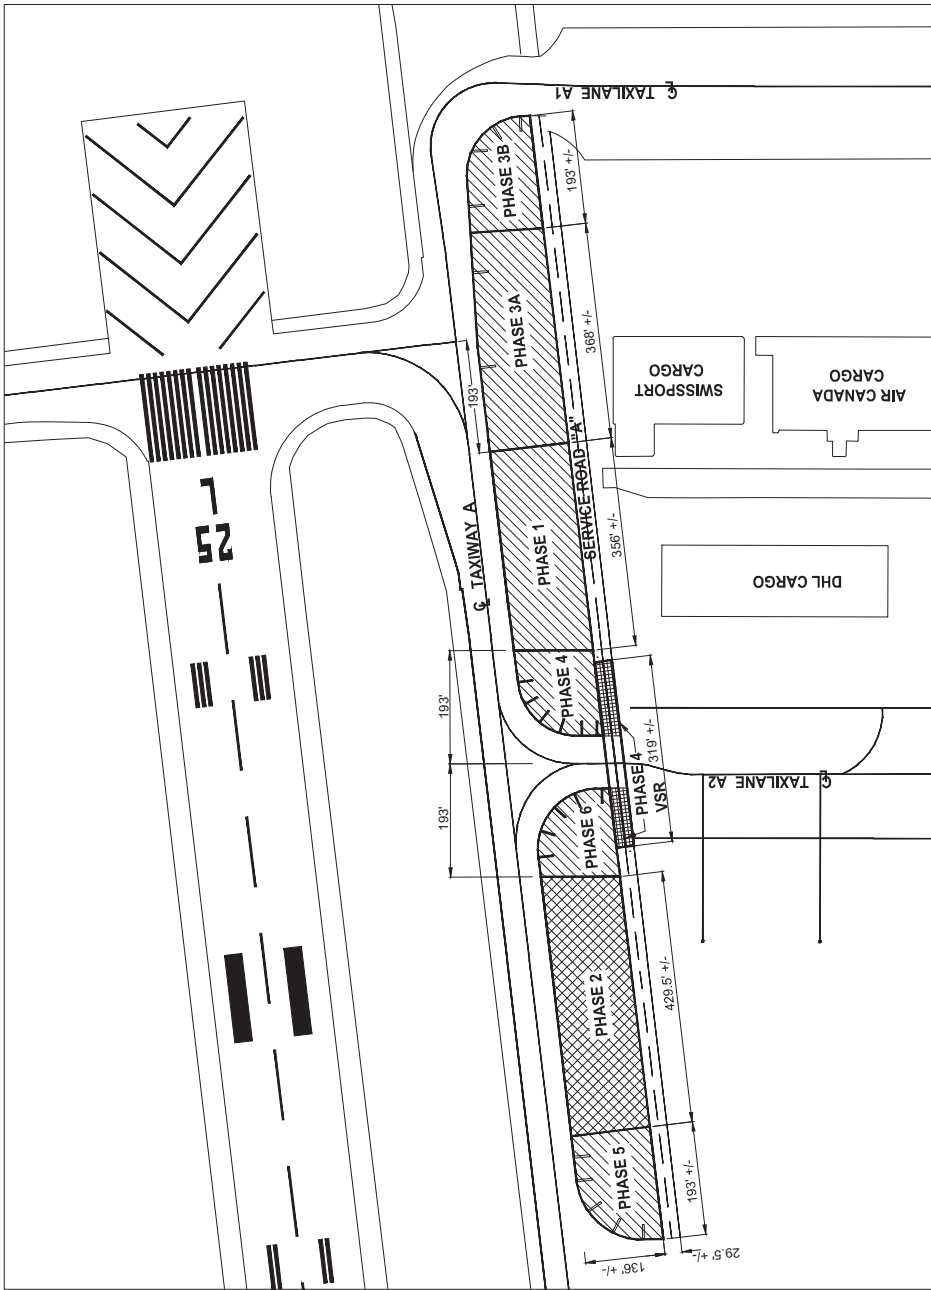 ℄ TAXILANE A1
PHASE 3B
193' +/-
PHASE 3A
368' +/-
193'
SWISSPORT
CARGO
AIR CANADA
CARGO
25
L
℄ TAXIWAY A
PHASE 1
SERVICE ROAD "A"
356' +/-
DHL CARGO
PHASE 4
193'
193'
319' +/-
PHASE 4
VSR
℄ TAXILANE A2
PHASE 6
PHASE 2
429.5' +/-
PHASE 5
193' +/-
136' +/-
29.5' +/-